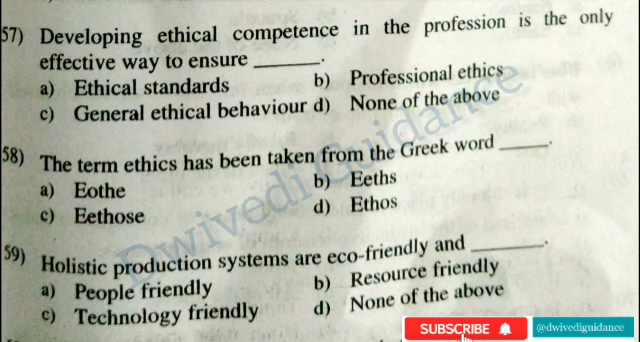 57) Developing ethical competence in the profession is the only
effective way to ensure ______.
a) Ethical standards b) Professional ethics
c) General ethical behaviour d) None of the above
58) The term ethics has been taken from the Greek word ______.
a) Eothe b) Eeths
c) Eethose d) Ethos
59) Holistic production systems are eco-friendly and ______.
a) People friendly b) Resource friendly
c) Technology friendly d) None of the above
Dwivedi Guidance
SUBSCRIBE @dwivediguidance